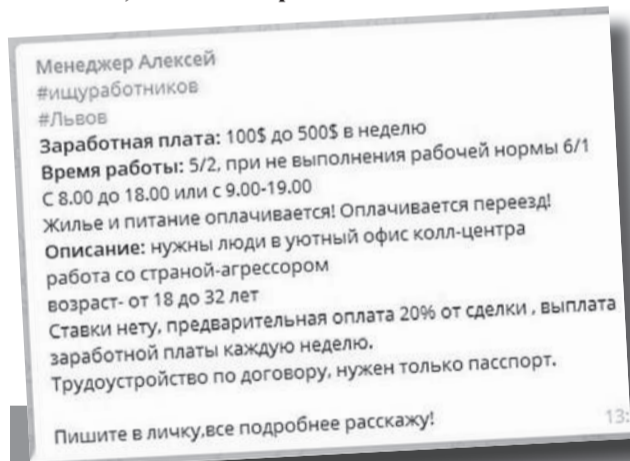 Менеджер Алексей
#ищуработников
#Львов
Заработная плата: 100$ до 500$ в неделю
Время работы: 5/2, при не выполнения рабочей нормы 6/1
С 8.00 до 18.00 или с 9.00-19.00
Жилье и питание оплачивается! Оплачивается переезд!
Описание: нужны люди в уютный офис колл-центра
работа со страной-агрессором
возраст- от 18 до 32 лет
Ставки нету, предварительная оплата 20% от сделки , выплата
заработной платы каждую неделю.
Трудоустройство по договору, нужен только пасспорт.
Пишите в личку,все подробнее расскажу!
13: